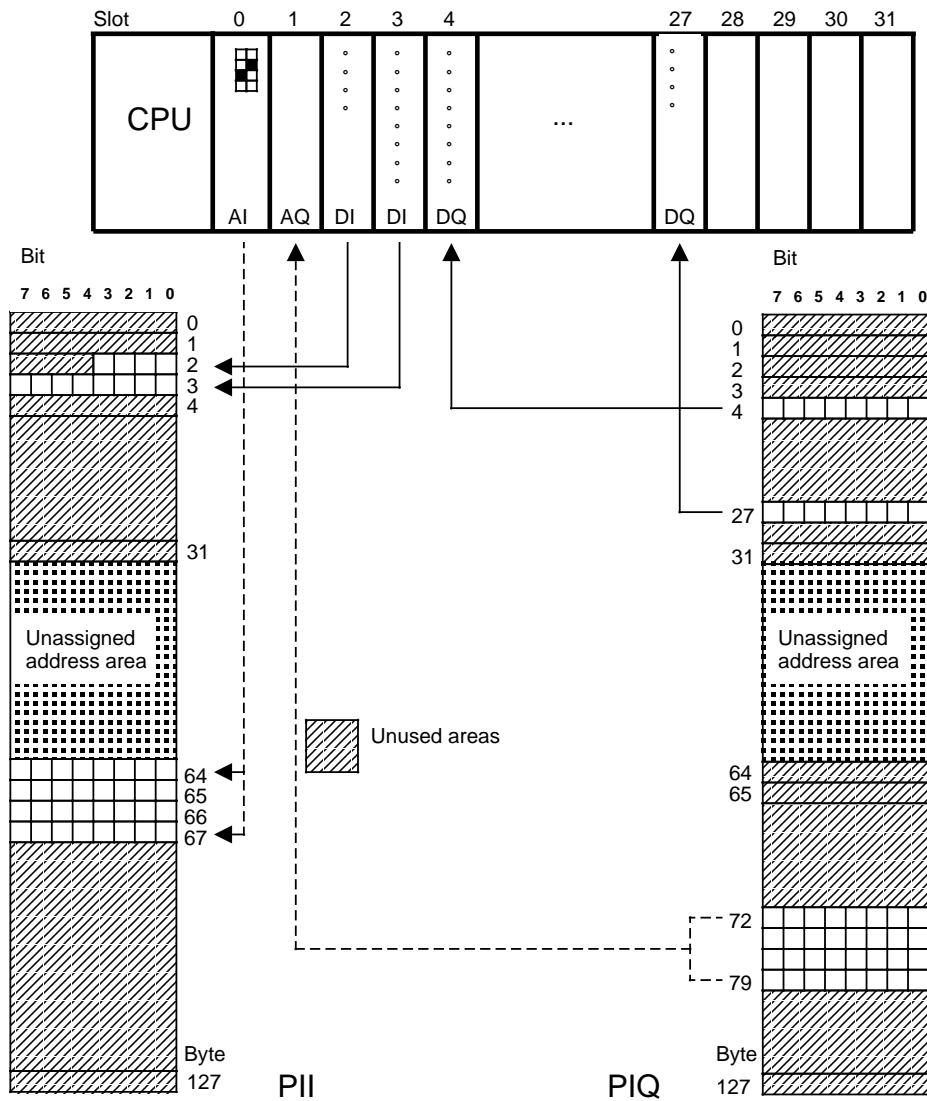 Slot 0 1 2 3 4 27 28 29 30 31
CPU
...
AI AQ DI DI DQ DQ
Bit
7 6 5 4 3 2 1 0
0
1
2
3
4
31
Unassigned
address area
64
65
66
67
Byte
127
PII
Unused areas
Bit
7 6 5 4 3 2 1 0
0
1
2
3
4
27
31
Unassigned
address area
64
65
72
79
Byte
127
PIQ